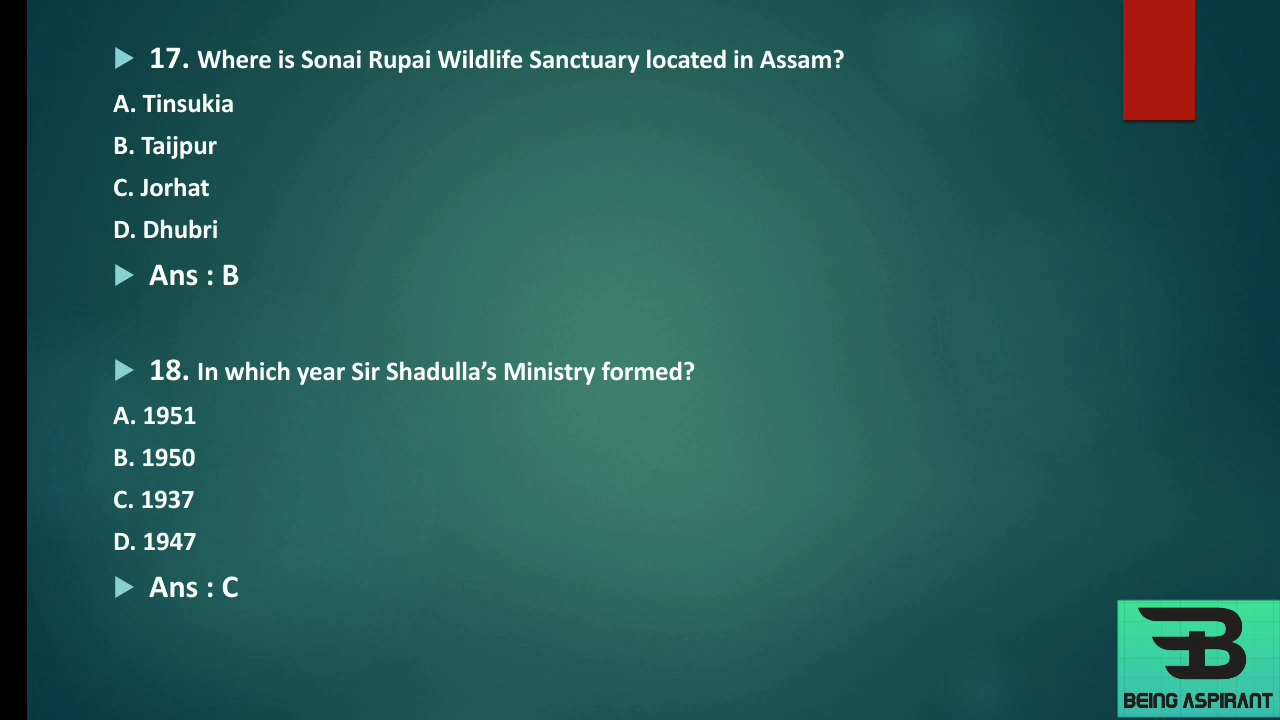 17. Where is Sonai Rupai Wildlife Sanctuary located in Assam?
A. Tinsukia
B. Taijpur
C. Jorhat
D. Dhubri
Ans : B
18. In which year Sir Shadulla’s Ministry formed?
A. 1951
B. 1950
C. 1937
D. 1947
Ans : C
B
BEING ASPIRANT